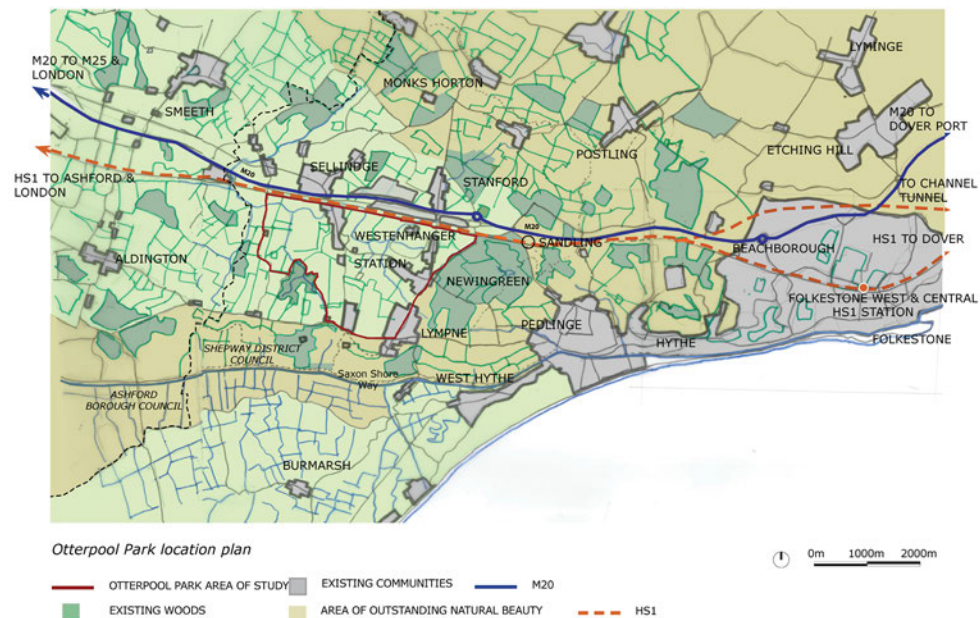 LYMINGE
M20 TO M25 &
LONDON
MONKS HORTON
SMEETH
M20 TO
DOVER PORT
ETCHING HILL
POSTLING
SELLINDGE
M20
STANFORD
HS1 TO ASHFORD &
LONDON
TO CHANNEL
TUNNEL
M20
WESTENHANGER
STATION
SANDLING
BEACHBOROUGH
HS1 TO DOVER
ALDINGTON
NEWINGREEN
FOLKESTONE WEST & CENTRAL
HS1 STATION
LYMPNE
PEDLINGE
HYTHE
FOLKESTONE
SHEPWAY DISTRICT
COUNCIL
Saxon Shore
Way
WEST HYTHE
ASHFORD
BOROUGH COUNCIL
BURMARSH
Otterpool Park location plan
0m 1000m 2000m
OTTERPOOL PARK AREA OF STUDY
EXISTING COMMUNITIES
M20
EXISTING WOODS
AREA OF OUTSTANDING NATURAL BEAUTY
HS1